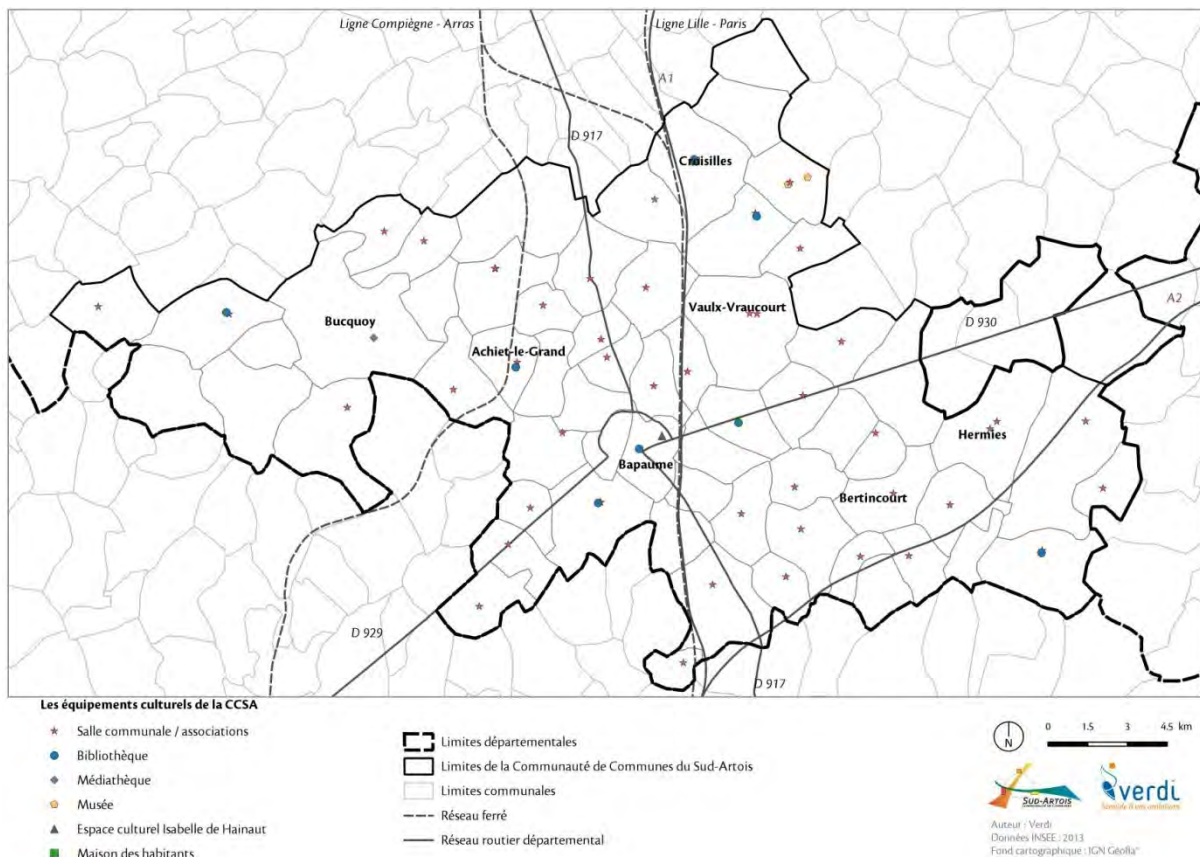 Ligne Compiègne - Arras
Ligne Lille - Paris
A1
D 917
Croisilles
Vaulx-Vraucourt
A2
D 930
Bucquoy
Achiet-le-Grand
Hermies
Bapaume
Bertincourt
D 929
D 917
Les équipements culturels de la CCSA
Salle communale / associations
Bibliothèque
Médiathèque
Musée
Espace culturel Isabelle de Hainaut
Maison des habitants
Limites départementales
Limites de la Communauté de Communes du Sud-Artois
Limites communales
Réseau ferré
Réseau routier départemental
N
0 1.5 3 4.5 km
SUD-ARTOIS
verdi
Auteur : Verdi
Données INSEE : 2013
Fond cartographique : IGN Géofla®